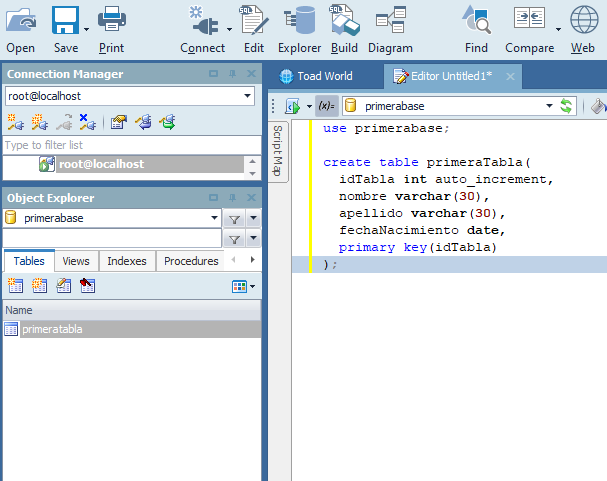 Open Save Print Connect Edit Explorer Build Diagram Find Compare Web
Connection Manager
root@localhost
Type to filter list
root@localhost
Object Explorer
primerabase
Tables Views Indexes Procedures
Name
primeratabla
Toad World
Editor Untitled1*
(x)= primerabase
Script Map
use primerabase;
create table primeraTabla(
idTabla int auto_increment,
nombre varchar(30),
apellido varchar(30),
fechaNacimiento date,
primary key(idTabla)
);